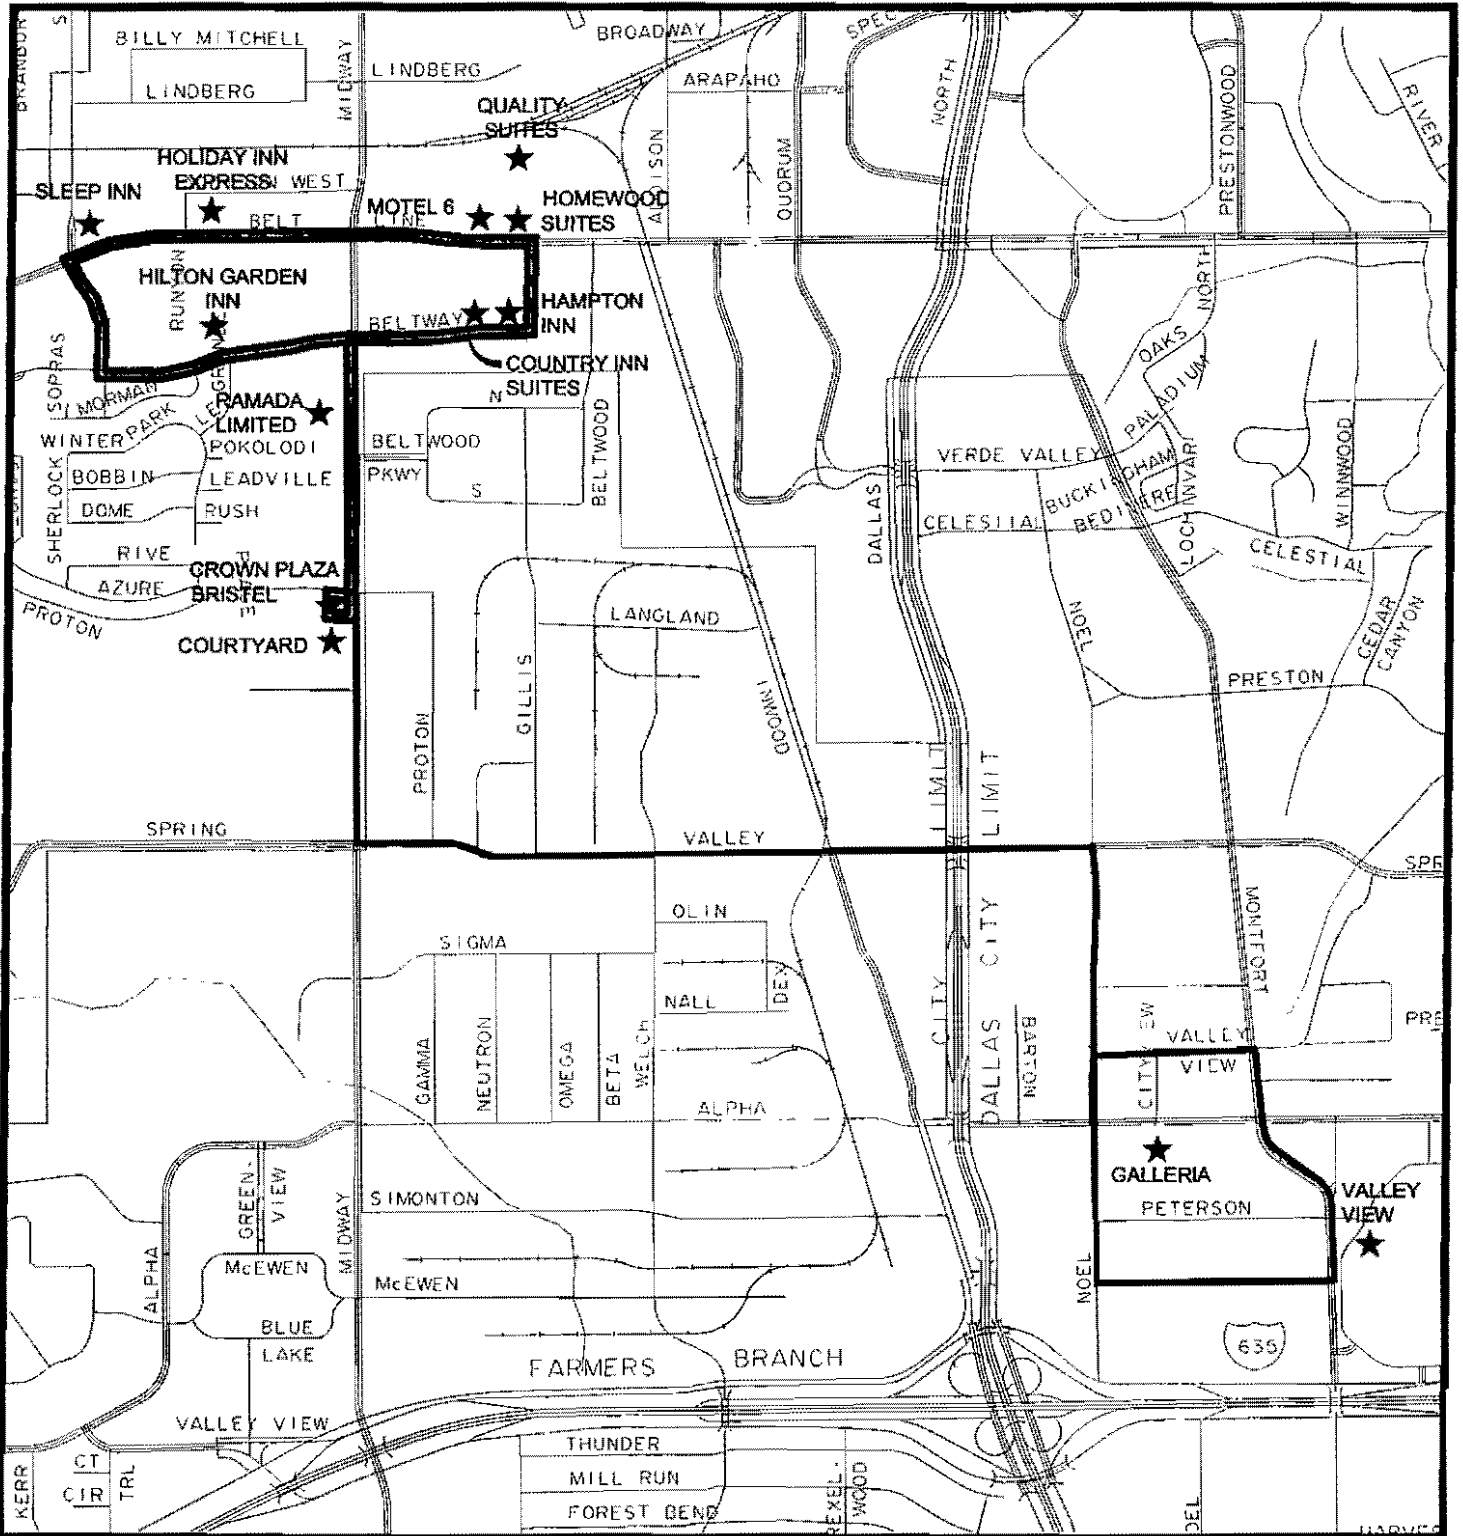 BILLY MITCHELL
LINDBERG
LINDBERG
MIDWAY
BROADWAY
ARAPAHO
NORTH
PRESTONWOOD
RIVER
QUORUM
QUALITY
SUITES
HOLIDAY INN
EXPRESS
WEST
SLEEP INN
MOTEL 6
HOMEWOOD
SUITES
BELT
LINE
HILTON GARDEN
INN
RUNYON
BELTWAY
HAMPTON
INN
COUNTRY INN
SUITES
NORTH
OAKS
PALADIUM
SOPRAS
MORMAN
RAMADA
LIMITED
WINTER PARK
POKOLODI
BOBBIN
LEADVILLE
DOME
RUSH
SHERLOCK
RIVE
AZURE
PROTON
CROWN PLAZA
BRISTEL
COURTYARD
N
BELTWOOD
PKWY
S
BELTWOOD
VERDE VALLEY
BUCKINGHAM
BEDIVERE
LOCHINVAR
WINNWOOD
DALLAS
CELESTIAL
CELESTIAL
NOEL
CEDAR
CANYON
PRESTON
LANGLAND
GILLIS
PROTON
INWOOD
CITY LIMIT
DALLAS CITY LIMIT
SPRING
VALLEY
SPR
MONTFORT
OLIN
SIGMA
NALL
DEX
GAMMA
NEUTRON
OMEGA
BETA
WELCH
BARTON
CITY VIEW
VALLEY
VIEW
PRE
ALPHA
GALLERIA
PETERSON
VALLEY
VIEW
NOEL
GREEN-
VIEW
MIDWAY
SIMONTON
ALPHA
McEWEN
McEWEN
BLUE
LAKE
FARMERS BRANCH
635
VALLEY VIEW
KERR
CT
CIR
TRL
THUNDER
MILL RUN
FOREST BEND
WOOD